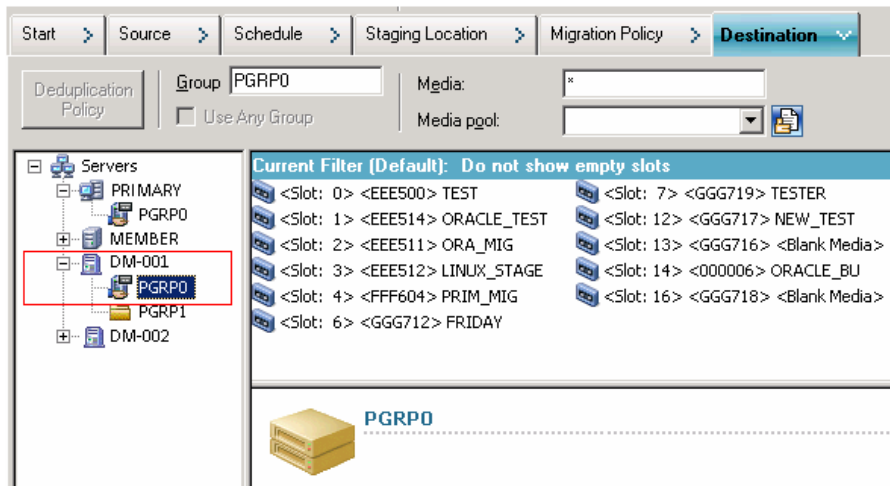 Start
Source
Schedule
Staging Location
Migration Policy
Destination
Deduplication
Policy
Group PGRP0
Use Any Group
Media: *
Media pool:
Servers
PRIMARY
PGRP0
MEMBER
DM-001
PGRP0
PGRP1
DM-002
Current Filter (Default): Do not show empty slots
<Slot: 0> <EEE500> TEST
<Slot: 1> <EEE514> ORACLE_TEST
<Slot: 2> <EEE511> ORA_MIG
<Slot: 3> <EEE512> LINUX_STAGE
<Slot: 4> <FFF604> PRIM_MIG
<Slot: 6> <GGG712> FRIDAY
<Slot: 7> <GGG719> TESTER
<Slot: 12> <GGG717> NEW_TEST
<Slot: 13> <GGG716> <Blank Media>
<Slot: 14> <000006> ORACLE_BU
<Slot: 16> <GGG718> <Blank Media>
PGRP0